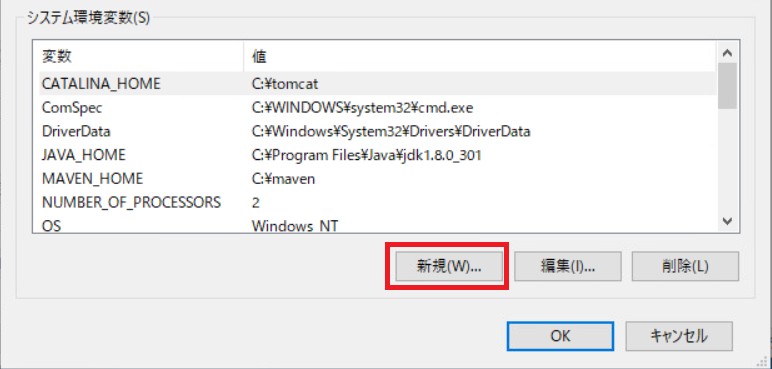 システム環境変数(S)
変数 値
CATALINA_HOME C:¥tomcat
ComSpec C:¥WINDOWS¥system32¥cmd.exe
DriverData C:¥Windows¥System32¥Drivers¥DriverData
JAVA_HOME C:¥Program Files¥Java¥jdk1.8.0_301
MAVEN_HOME C:¥maven
NUMBER_OF_PROCESSORS 2
OS Windows_NT
新規(W)... 編集(I)... 削除(L)
OK キャンセル